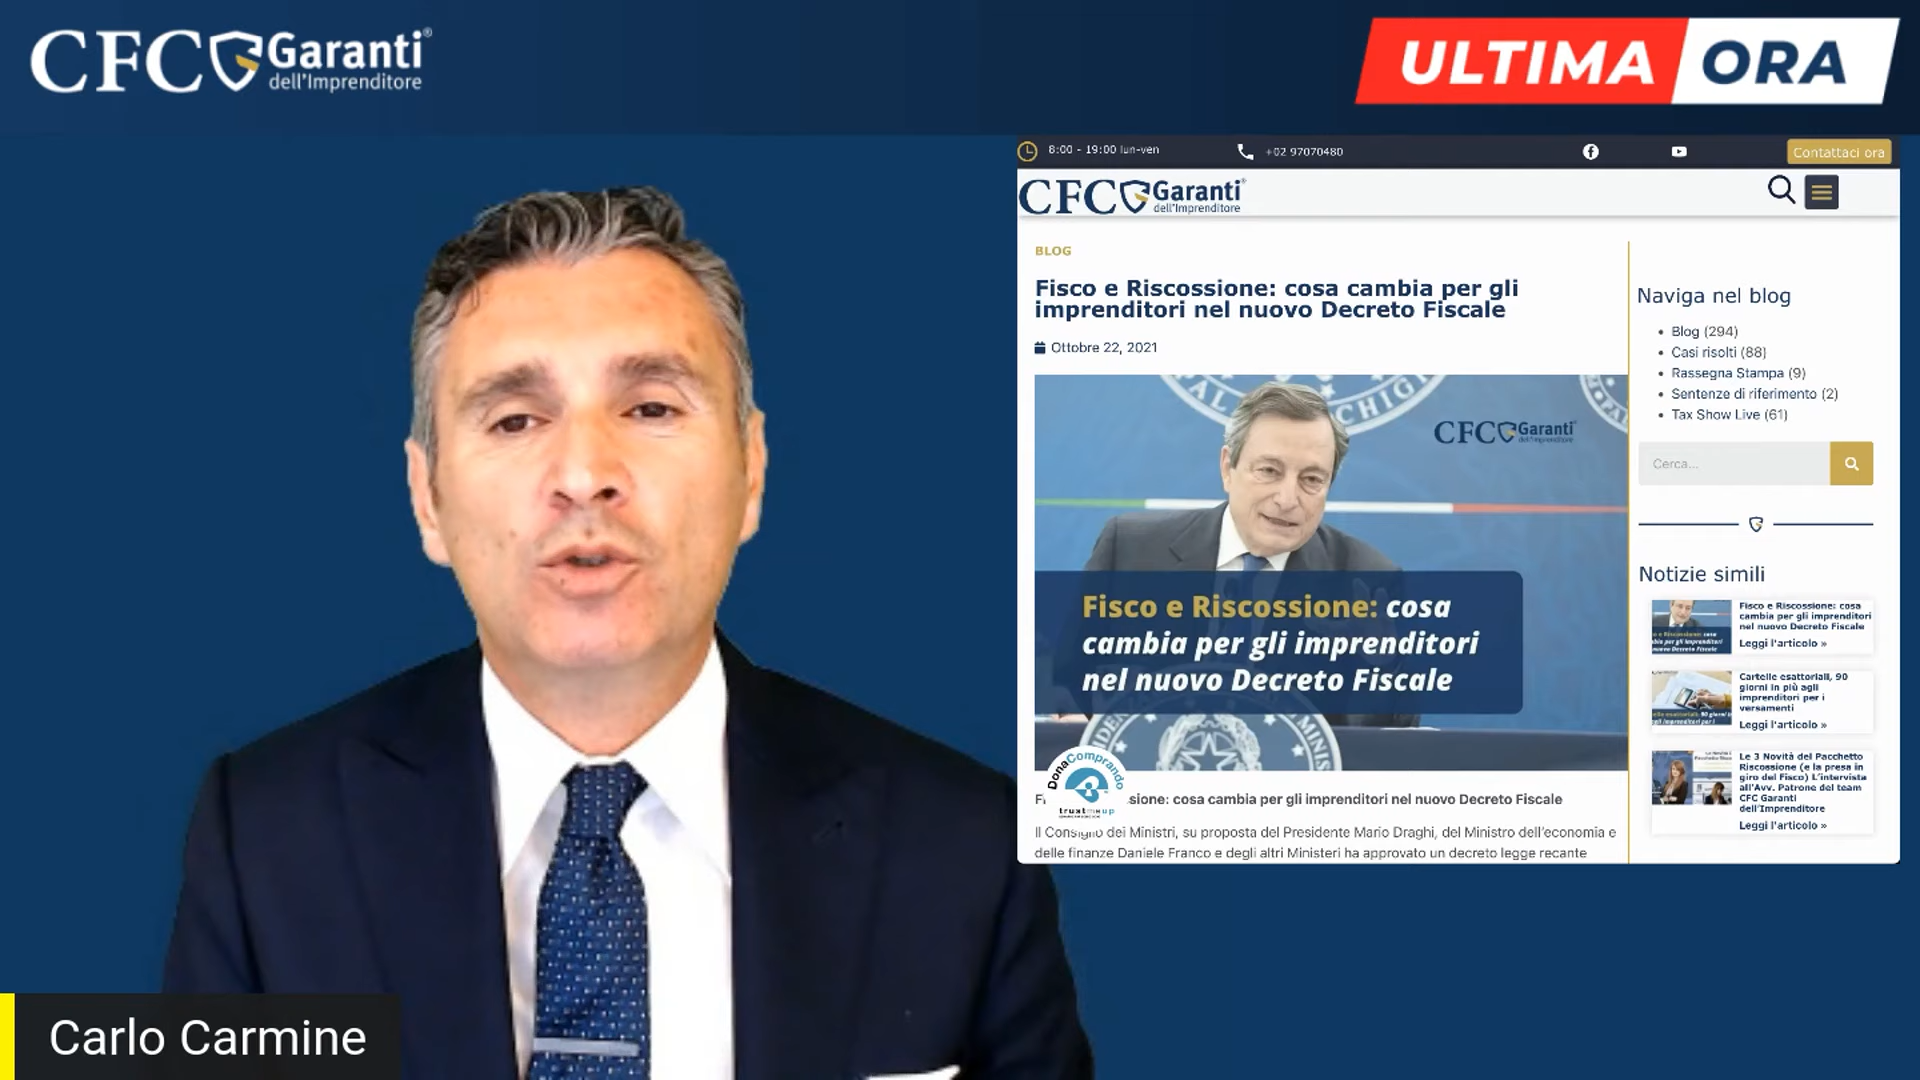 CFC Garanti®
dell'Imprenditore
ULTIMA ORA
8:00 - 19:00 lun-ven
+02 97070480
Contattaci ora
CFC Garanti®
dell'Imprenditore
BLOG
Fisco e Riscossione: cosa cambia per gli
imprenditori nel nuovo Decreto Fiscale
Ottobre 22, 2021
CHIGI
CFC Garanti
dell'Imprenditore
Fisco e Riscossione: cosa
cambia per gli imprenditori
nel nuovo Decreto Fiscale
DonaComprando
trustmeup
sione: cosa cambia per gli imprenditori nel nuovo Decreto Fiscale
Il Consiglio dei Ministri, su proposta del Presidente Mario Draghi, del Ministro dell'economia e
delle finanze Daniele Franco e degli altri Ministeri ha approvato un decreto legge recante
Naviga nel blog
Blog (294)
Casi risolti (88)
Rassegna Stampa (9)
Sentenze di riferimento (2)
Tax Show Live (61)
Cerca...
Notizie simili
Fisco e Riscossione: cosa
cambia per gli imprenditori
nel nuovo Decreto Fiscale
Leggi l'articolo »
Cartelle esattoriali, 90
giorni in più agli
imprenditori per i
versamenti
Leggi l'articolo »
Le 3 Novità del Pacchetto
Riscossione (e la presa in
giro del Fisco) L'intervista
all'Avv. Patrone del team
CFC Garanti
dell'Imprenditore
Leggi l'articolo »
Carlo Carmine